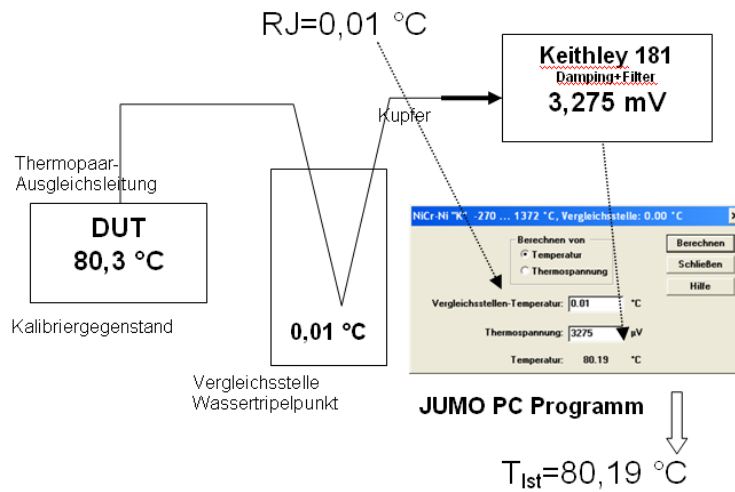 RJ=0,01 °C
Keithley 181
Damping+Filter
3,275 mV
Kupfer
Thermopaar-
Ausgleichsleitung
DUT
80,3 °C
Kalibriergegenstand
0,01 °C
Vergleichsstelle
Wassertripelpunkt
NiCr-Ni "K" -270 ... 1372 °C, Vergleichsstelle: 0.00 °C
Berechnen von
Temperatur
Thermospannung
Berechnen
Schließen
Hilfe
Vergleichsstellen-Temperatur: 0.01 °C
Thermospannung: 3275 µV
Temperatur: 80.19 °C
JUMO PC Programm
TIst=80,19 °C